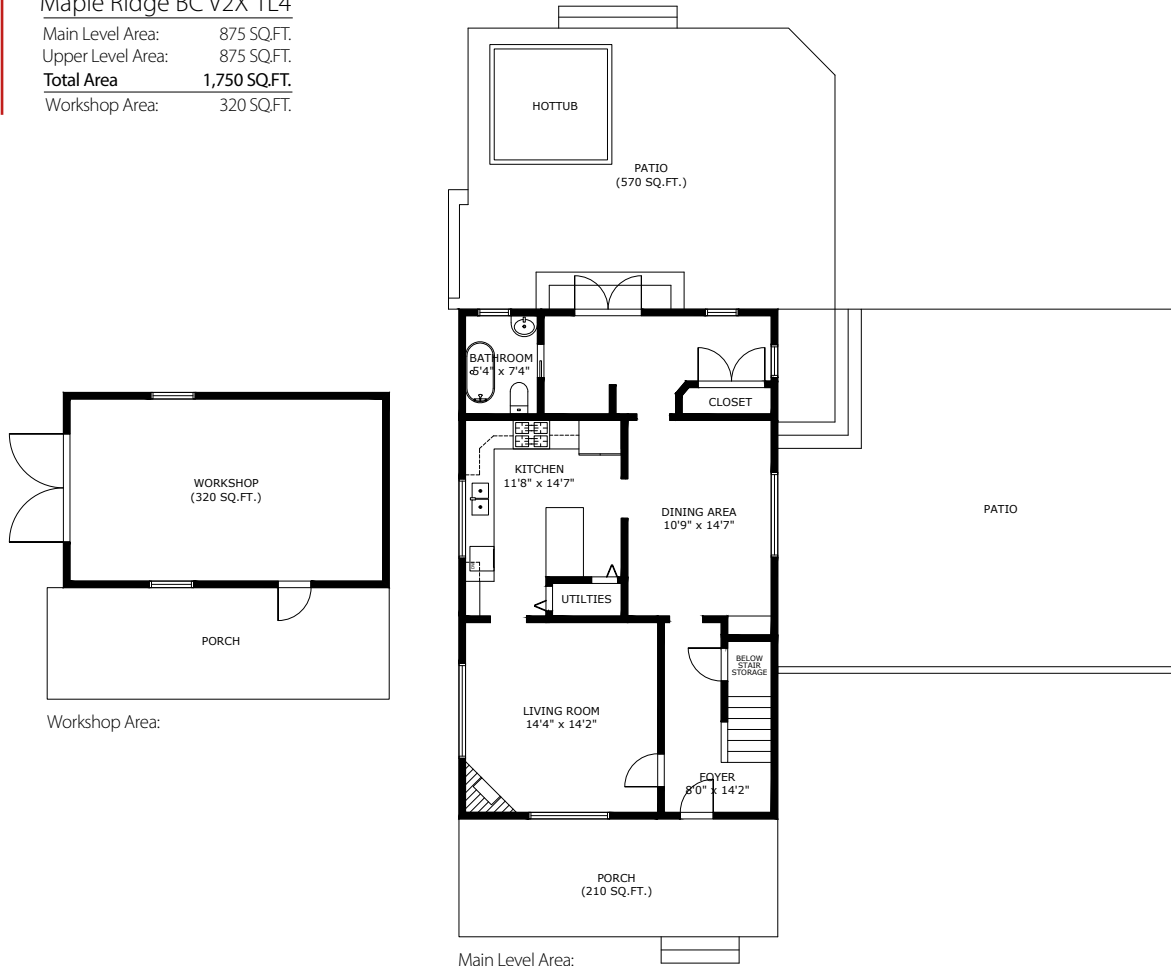 Maple Ridge BC V2X 1L4
Main Level Area: 875 SQ.FT.
Upper Level Area: 875 SQ.FT.
Total Area 1,750 SQ.FT.
Workshop Area: 320 SQ.FT.
HOTTUB
PATIO
(570 SQ.FT.)
BATHROOM
5'4" x 7'4"
CLOSET
KITCHEN
11'8" x 14'7"
DINING AREA
10'9" x 14'7"
PATIO
WORKSHOP
(320 SQ.FT.)
UTILTIES
PORCH
BELOW
STAIR
STORAGE
LIVING ROOM
14'4" x 14'2"
Workshop Area:
FOYER
8'0" x 14'2"
PORCH
(210 SQ.FT.)
Main Level Area: